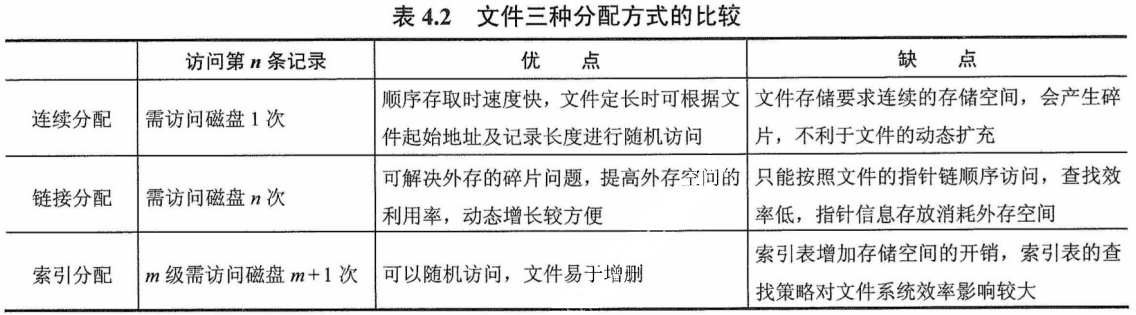 表 4.2 文件三种分配方式的比较
访问第 n 条记录 优 点 缺 点
连续分配 需访问磁盘 1 次 顺序存取时速度快，文件定长时可根据文件起始地址及记录长度进行随机访问 文件存储要求连续的存储空间，会产生碎片，不利于文件的动态扩充
链接分配 需访问磁盘 n 次 可解决外存的碎片问题，提高外存空间的利用率，动态增长较方便 只能按照文件的指针链顺序访问，查找效率低，指针信息存放消耗外存空间
索引分配 m 级需访问磁盘 m+1 次 可以随机访问，文件易于增删 索引表增加存储空间的开销，索引表的查找策略对文件系统效率影响较大